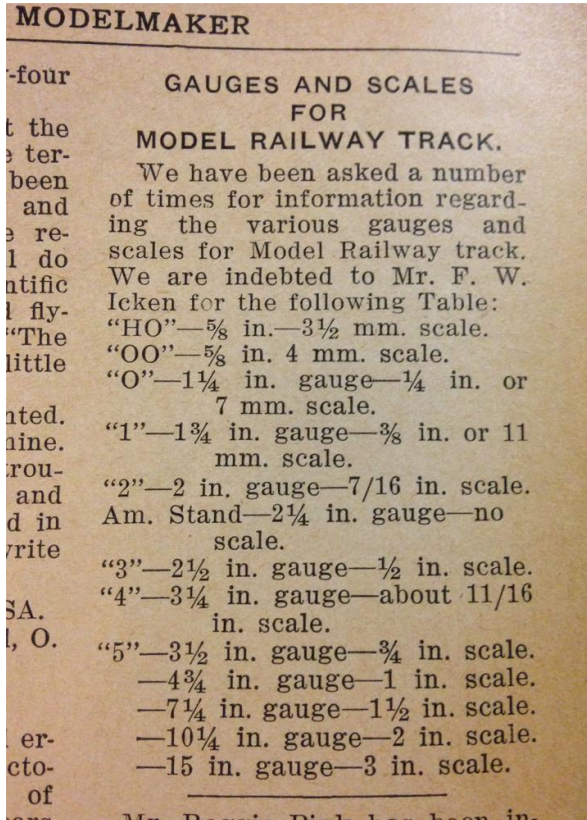 MODELMAKER
-four
t the
ter-
been
and
re-
l do
ntific
fly-
“The
little
nted.
nine.
trou-
and
d in
write
SA.
l, O.
er-
cto-
of
GAUGES AND SCALES
FOR
MODEL RAILWAY TRACK.
We have been asked a number
of times for information regard-
ing the various gauges and
scales for Model Railway track.
We are indebted to Mr. F. W.
Icken for the following Table:
“HO”—⅝ in.—3½ mm. scale.
“OO”—⅝ in. 4 mm. scale.
“O”—1¼ in. gauge—¼ in. or
7 mm. scale.
“1”—1¾ in. gauge—⅜ in. or 11
mm. scale.
“2”—2 in. gauge—7/16 in. scale.
Am. Stand—2¼ in. gauge—no
scale.
“3”—2½ in. gauge—½ in. scale.
“4”—3¼ in. gauge—about 11/16
in. scale.
“5”—3½ in. gauge—¾ in. scale.
—4¾ in. gauge—1 in. scale.
—7¼ in. gauge—1½ in. scale.
—10¼ in. gauge—2 in. scale.
—15 in. gauge—3 in. scale.